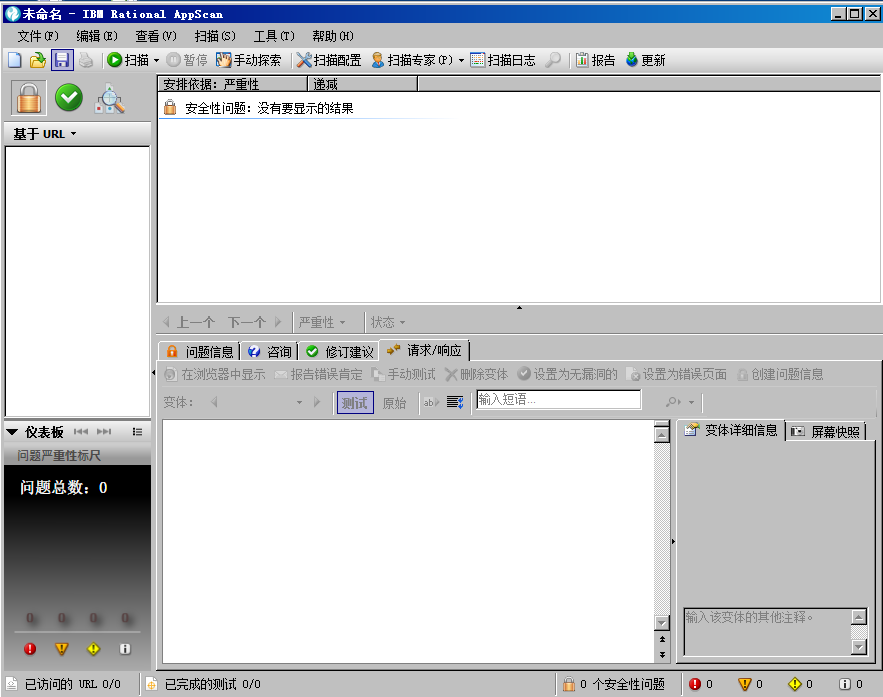 未命名 - IBM Rational AppScan
文件(F) 编辑(E) 查看(V) 扫描(S) 工具(T) 帮助(H)
扫描 暂停 手动探索 扫描配置 扫描专家(P) 扫描日志 报告 更新
安排依据: 严重性 递减
安全性问题: 没有要显示的结果
基于 URL
上一个 下一个 严重性 状态
问题信息 咨询 修订建议 请求/响应
在浏览器中显示 报告错误肯定 手动测试 删除变体 设置为无漏洞的 设置为错误页面 创建问题信息
变体: 测试 原始 ab 输入短语...
变体详细信息 屏幕快照
仪表板
问题严重性标尺
问题总数: 0
0 0 0 0
输入该变体的其他注释。
已访问的 URL 0/0 已完成的测试 0/0 0 个安全性问题 0 0 0 0